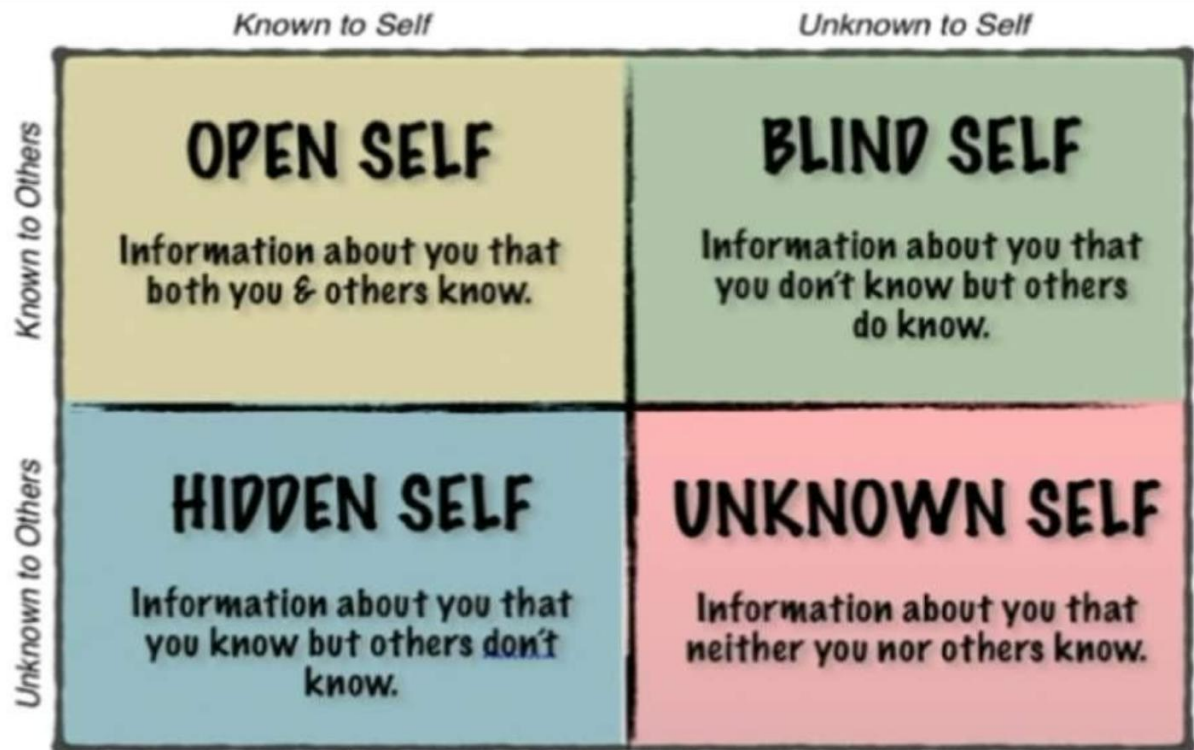 Known to Self
Unknown to Self
Known to Others
OPEN SELF
Information about you that
both you & others know.
BLIND SELF
Information about you that
you don't know but others
do know.
Unknown to Others
HIDDEN SELF
Information about you that
you know but others don't
know.
UNKNOWN SELF
Information about you that
neither you nor others know.